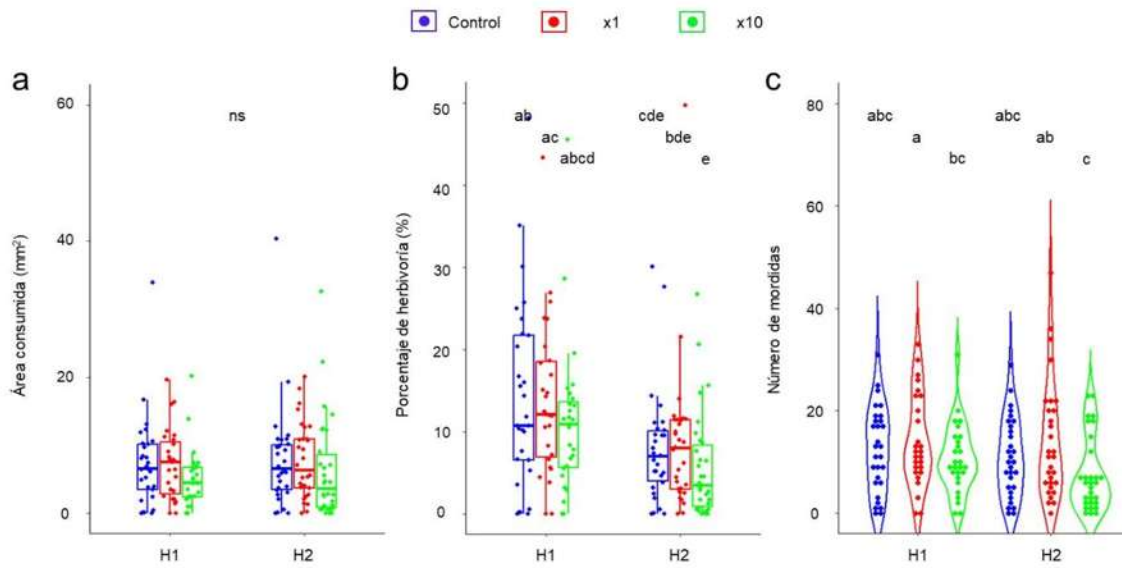 Control x1 x10
a b c
60
40
20
0
Área consumida (mm²)
ns
H1 H2
50
40
30
20
10
0
Porcentaje de herbivoría (%)
ab
ac
abcd
cde
bde
e
H1 H2
80
60
40
20
0
Número de mordidas
abc
a
bc
abc
ab
c
H1 H2